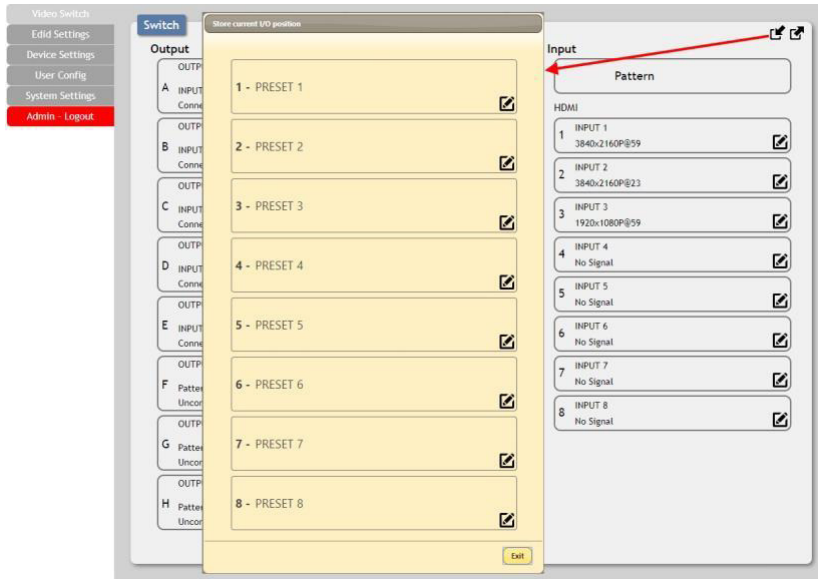 Video Switch
Edid Settings
Device Settings
User Config
System Settings
Admin - Logout
Switch
Output
OUTP
A INPUT
Conne
OUTP
B INPUT
Conne
OUTP
C INPUT
Conne
OUTP
D INPUT
Conne
OUTP
E INPUT
Conne
OUTP
F Patter
Uncor
OUTP
G Patter
Uncor
OUTP
H Patter
Uncor
Store current I/O position
1 - PRESET 1
2 - PRESET 2
3 - PRESET 3
4 - PRESET 4
5 - PRESET 5
6 - PRESET 6
7 - PRESET 7
8 - PRESET 8
Exit
Input
Pattern
HDMI
1 INPUT 1
3840x2160P@59
2 INPUT 2
3840x2160P@23
3 INPUT 3
1920x1080P@59
4 INPUT 4
No Signal
5 INPUT 5
No Signal
6 INPUT 6
No Signal
7 INPUT 7
No Signal
8 INPUT 8
No Signal